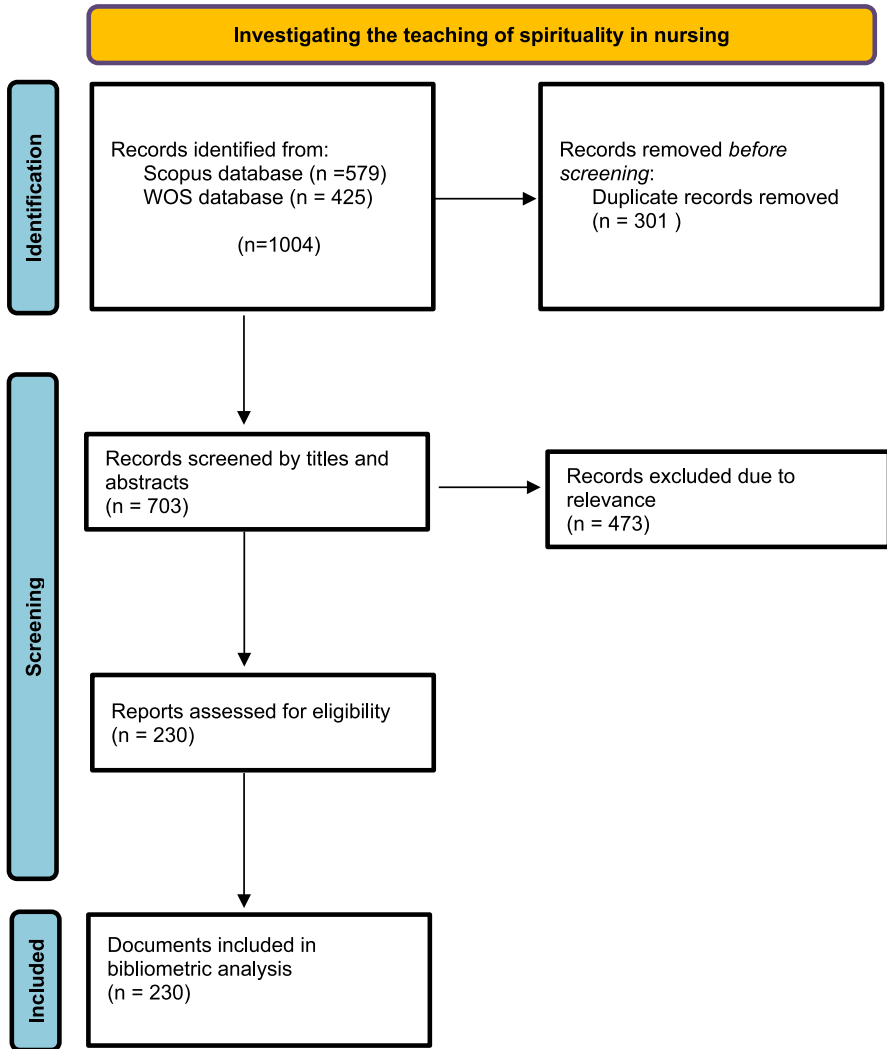 Investigating the teaching of spirituality in nursing
Identification
Records identified from:
Scopus database (n =579)
WOS database (n = 425)
(n=1004)
Records removed before
screening:
Duplicate records removed
(n = 301 )
Screening
Records screened by titles and
abstracts
(n = 703)
Records excluded due to
relevance
(n = 473)
Reports assessed for eligibility
(n = 230)
Included
Documents included in
bibliometric analysis
(n = 230)